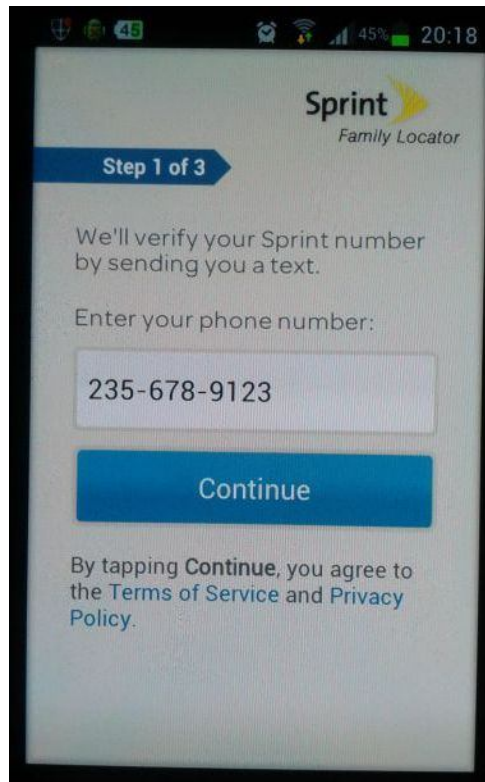 45 45% 20:18
Sprint
Family Locator
Step 1 of 3
We'll verify your Sprint number
by sending you a text.
Enter your phone number:
235-678-9123
Continue
By tapping Continue, you agree to
the Terms of Service and Privacy
Policy.